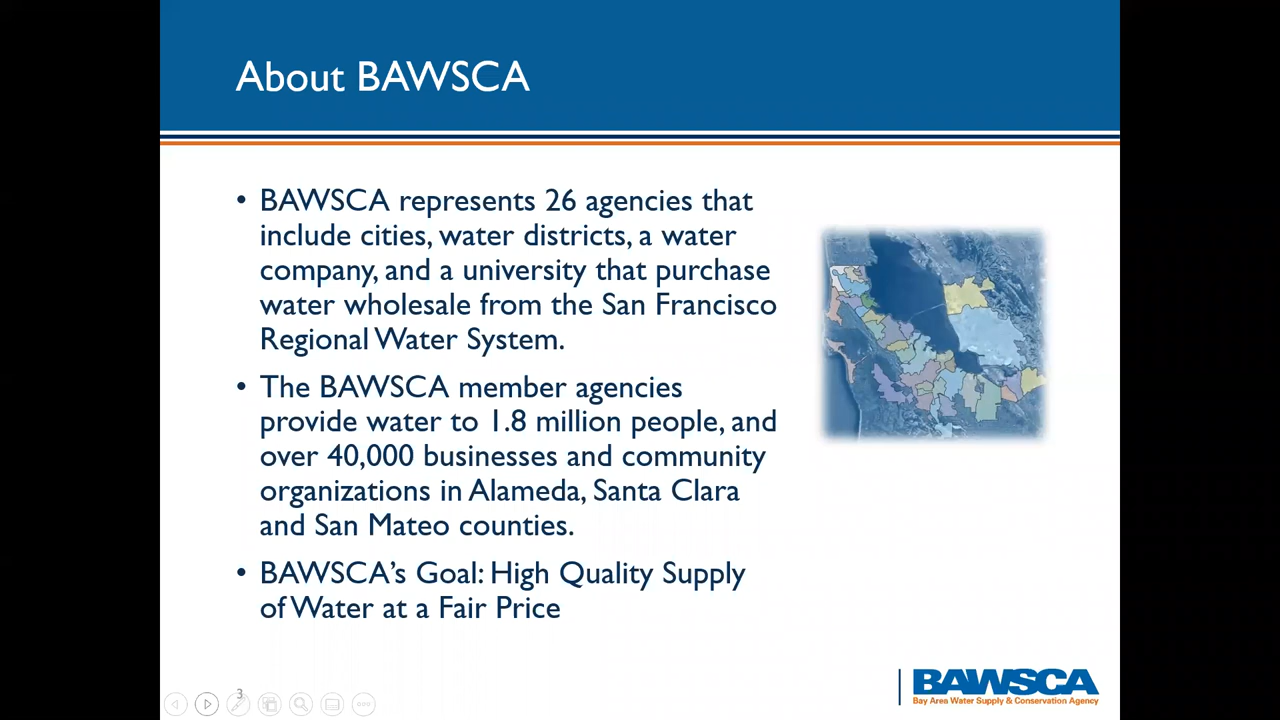 About BAWSCA
• BAWSCA represents 26 agencies that
include cities, water districts, a water
company, and a university that purchase
water wholesale from the San Francisco
Regional Water System.
• The BAWSCA member agencies
provide water to 1.8 million people, and
over 40,000 businesses and community
organizations in Alameda, Santa Clara
and San Mateo counties.
• BAWSCA’s Goal: High Quality Supply
of Water at a Fair Price
3
BAWSCA
Bay Area Water Supply & Conservation Agency